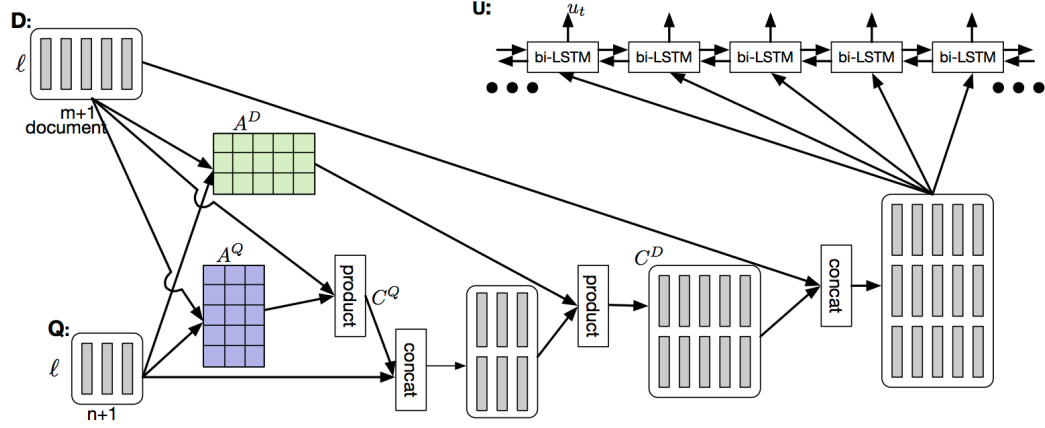 D:
ℓ
m+1
document
A^D
U:
u_t
bi-LSTM
bi-LSTM
bi-LSTM
bi-LSTM
bi-LSTM
A^Q
product
C^Q
Q:
ℓ
n+1
concat
product
C^D
concat